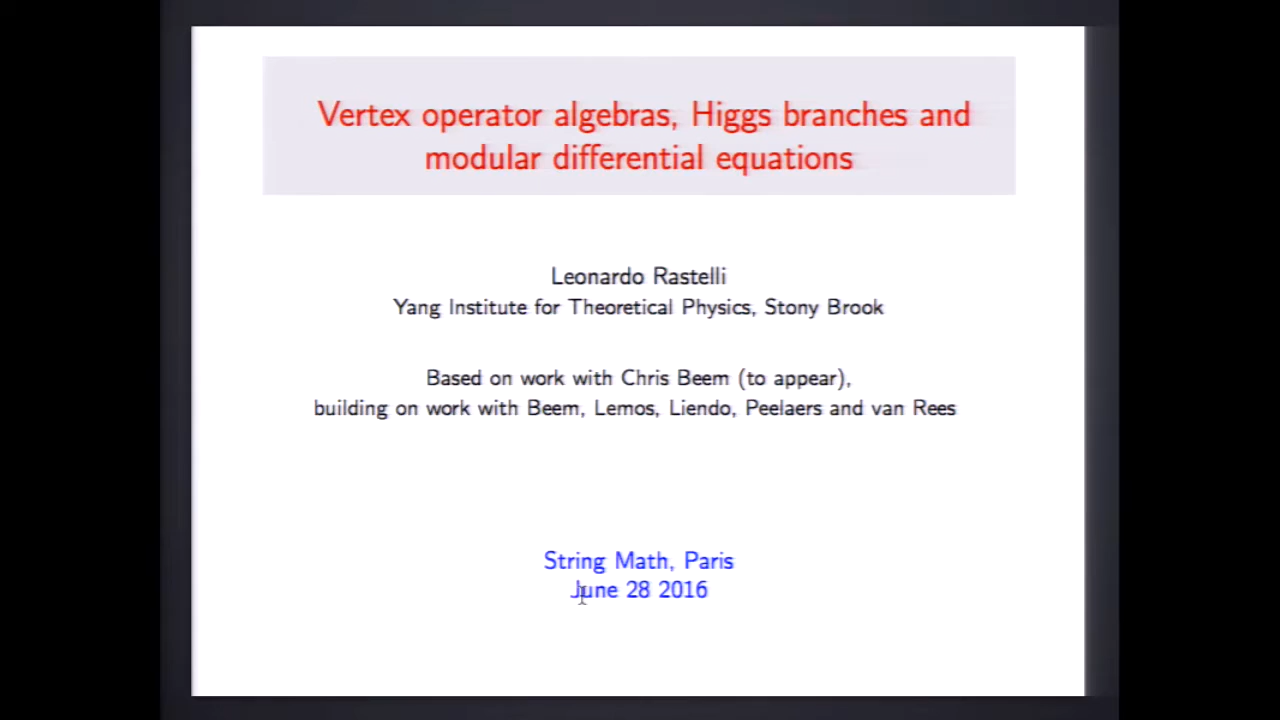 Vertex operator algebras, Higgs branches and
modular differential equations
Leonardo Rastelli
Yang Institute for Theoretical Physics, Stony Brook
Based on work with Chris Beem (to appear),
building on work with Beem, Lemos, Liendo, Peelaers and van Rees
String Math, Paris
June 28 2016